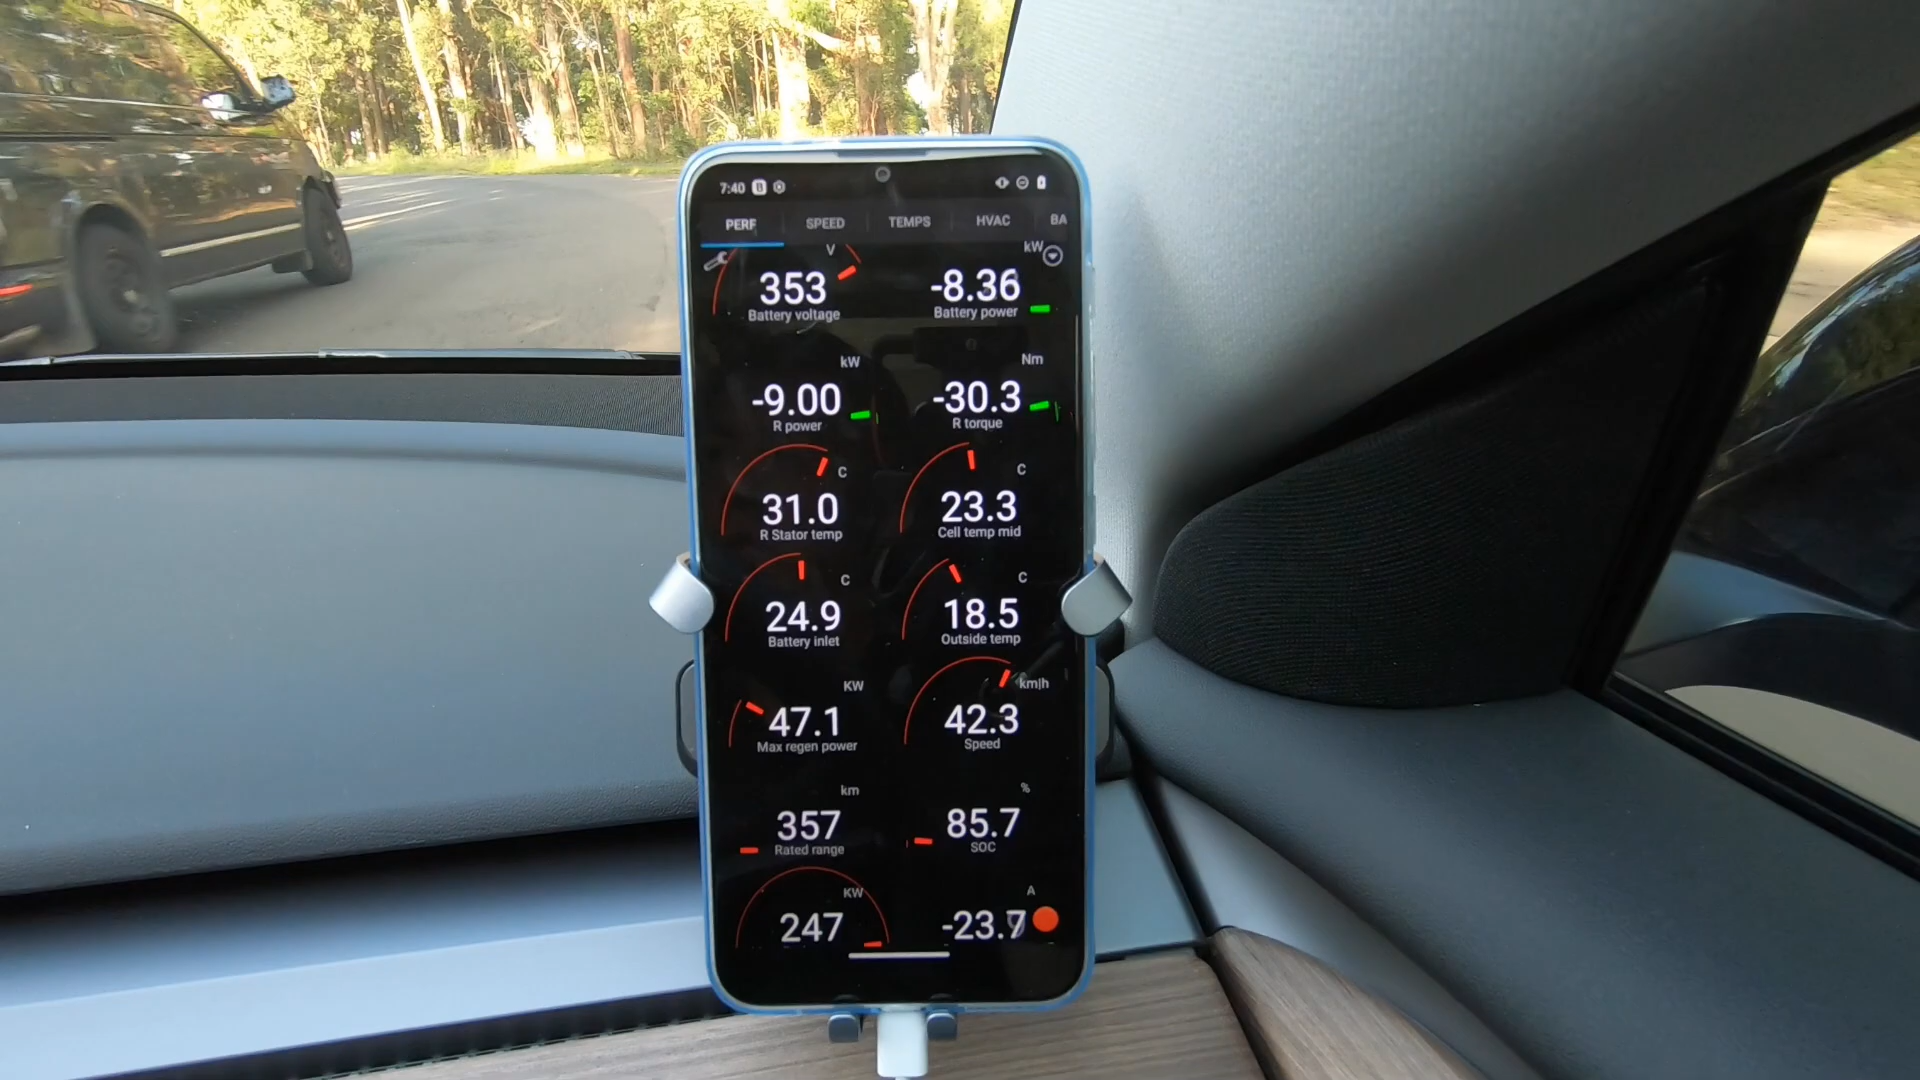 7:40
PERF SPEED TEMPS HVAC BA
V kW
353 -8.36
Battery voltage Battery power
kW Nm
-9.00 -30.3
R power R torque
C C
31.0 23.3
R Stator temp Cell temp mid
C C
24.9 18.5
Battery inlet Outside temp
KW km|h
47.1 42.3
Max regen power Speed
km %
357 85.7
Rated range SOC
KW A
247 -23.7